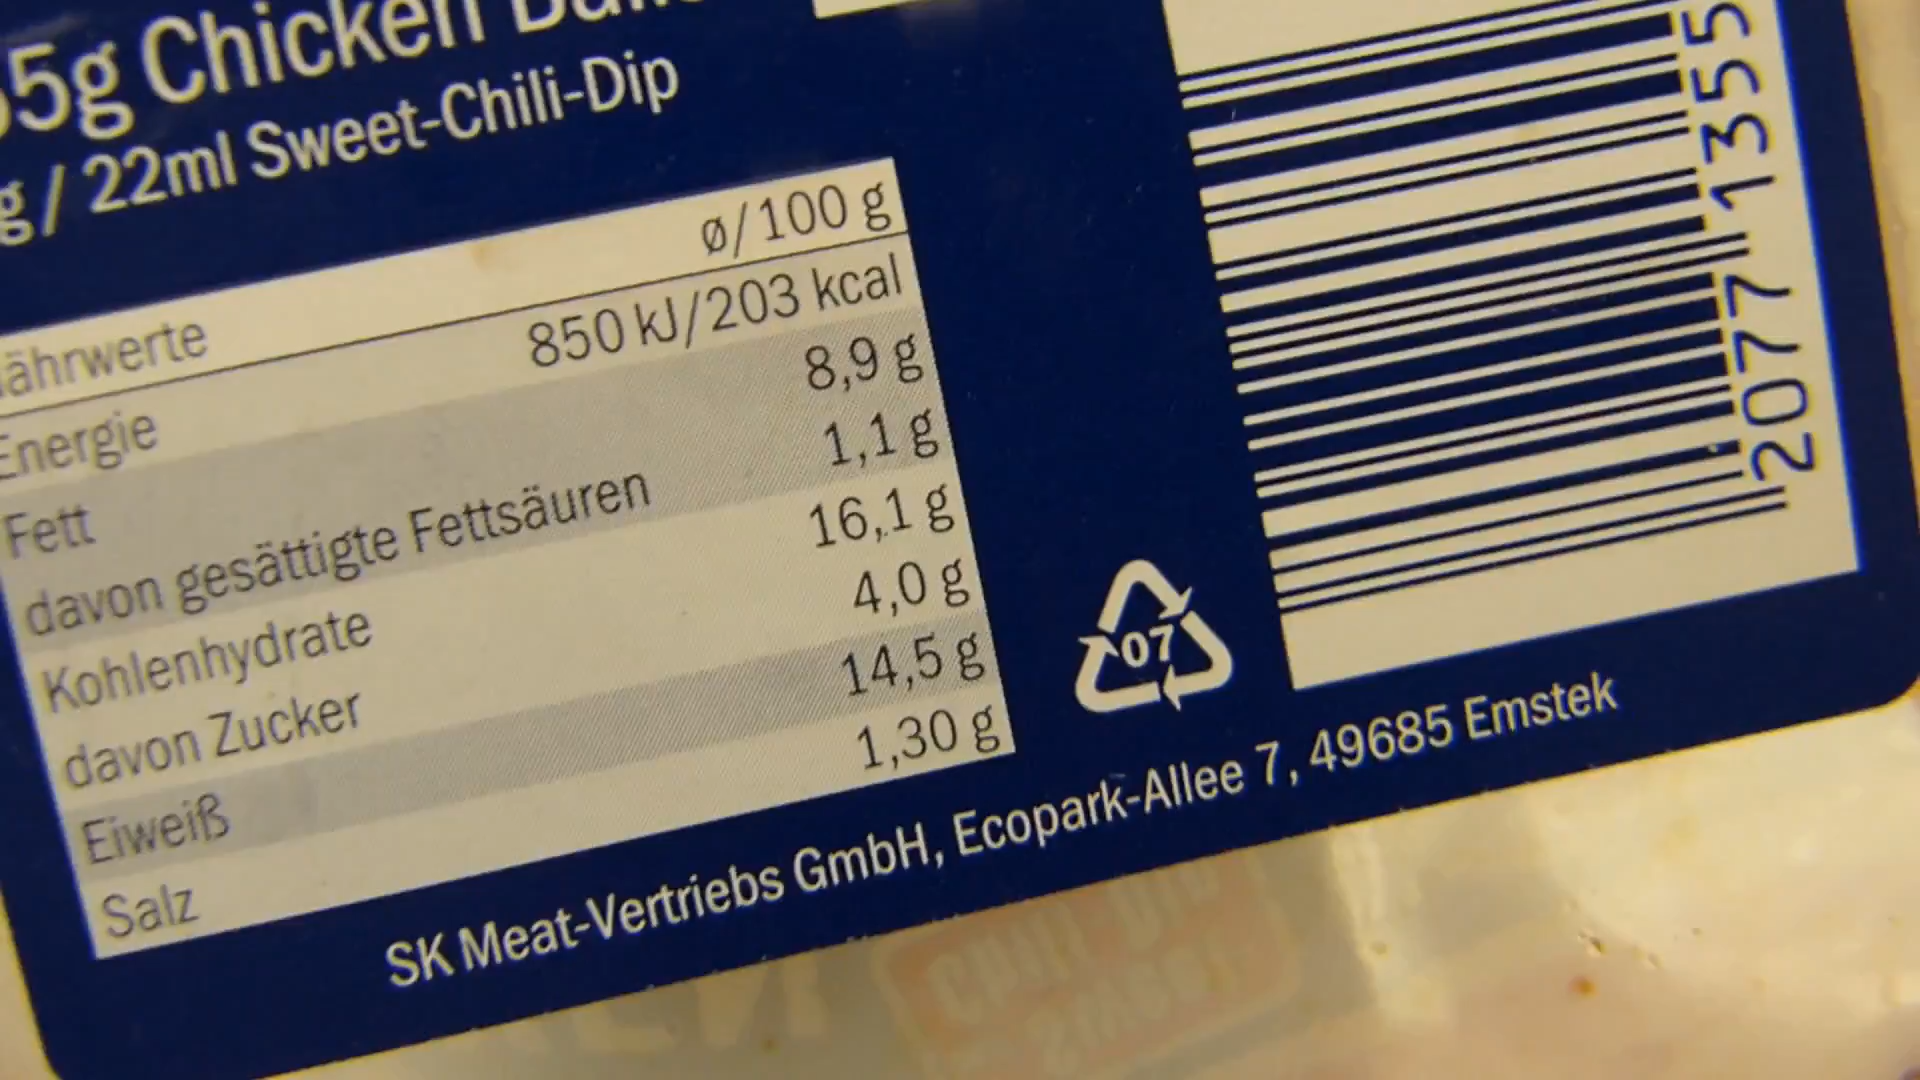 5g Chicken
g / 22ml Sweet-Chili-Dip
ø/100 g
Nährwerte
Energie 850 kJ/203 kcal
Fett 8,9 g
davon gesättigte Fettsäuren 1,1 g
Kohlenhydrate 16,1 g
davon Zucker 4,0 g
Eiweiß 14,5 g
Salz 1,30 g
SK Meat-Vertriebs GmbH, Ecopark-Allee 7, 49685 Emstek
07
2077 1355